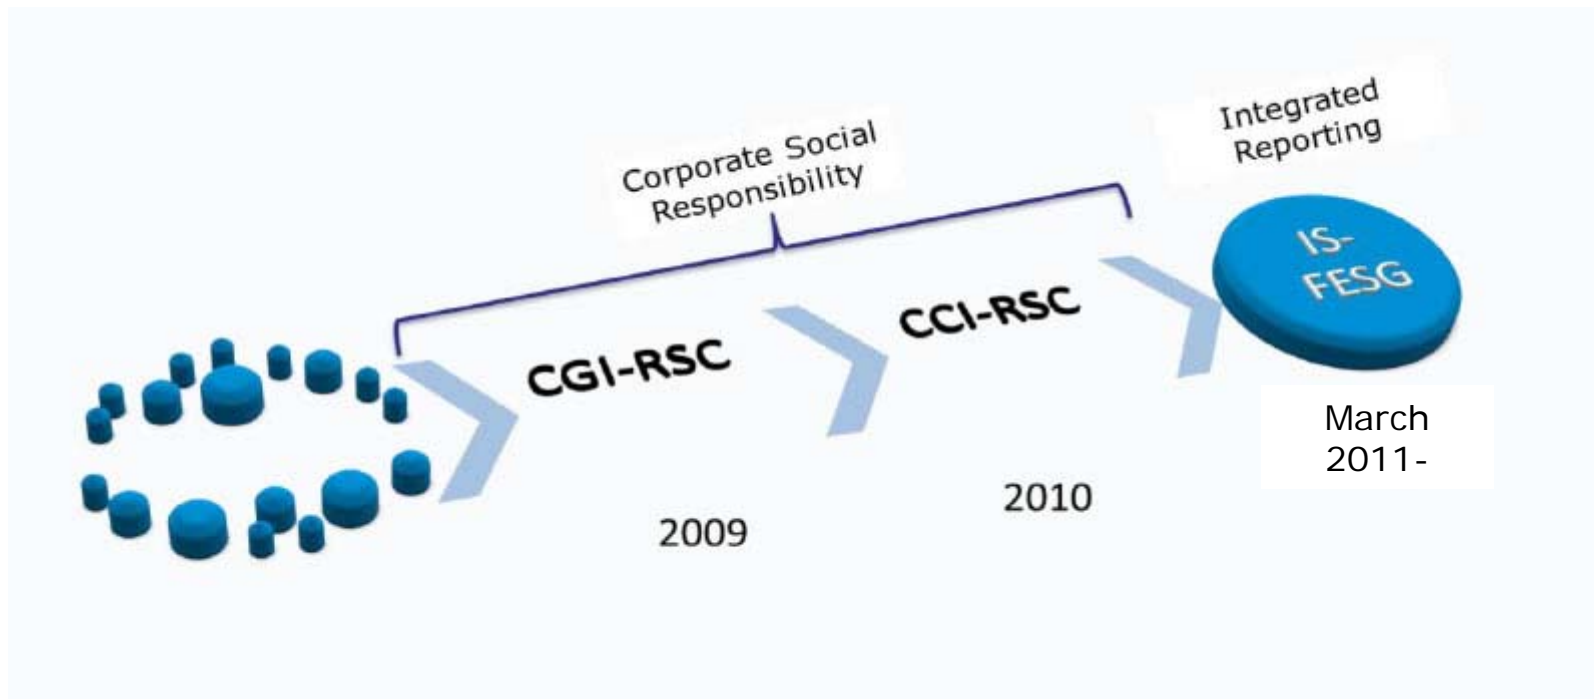 Corporate Social
Responsibility
Integrated
Reporting
CGI-RSC
CCI-RSC
IS-
FESG
2009
2010
March
2011-